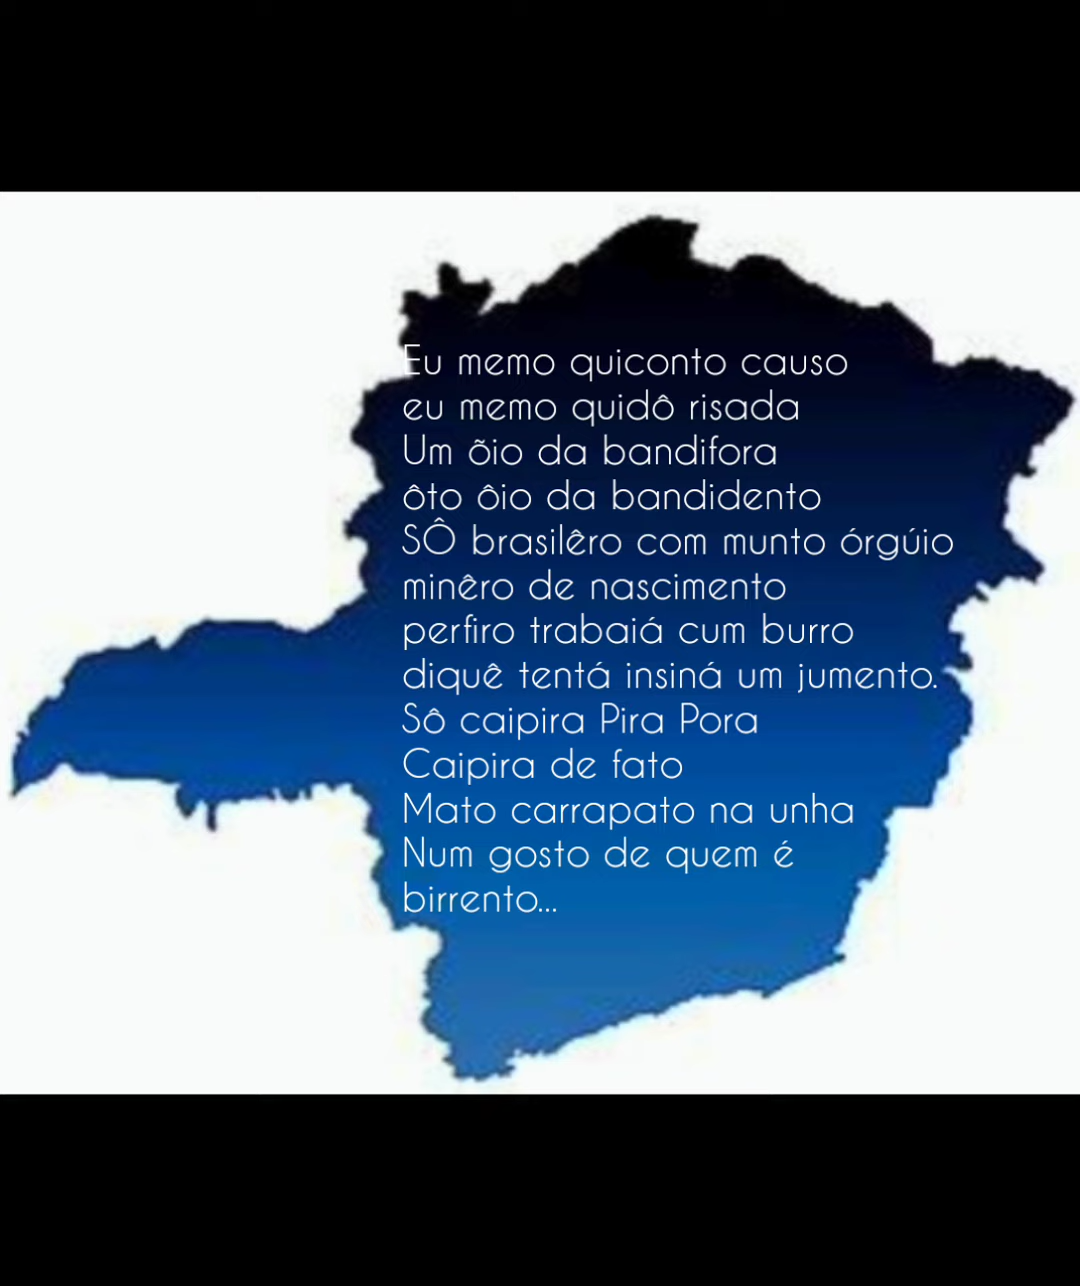 Eu memo quiconto causo
eu memo quidô risada
Um õio da bandifora
ôto ôio da bandidento
SÔ brasilêro com munto órgúio
minêro de nascimento
perfiro trabaiá cum burro
diquê tentá insiná um jumento.
Sô caipira Pira Pora
Caipira de fato
Mato carrapato na unha
Num gosto de quem é
birrento...